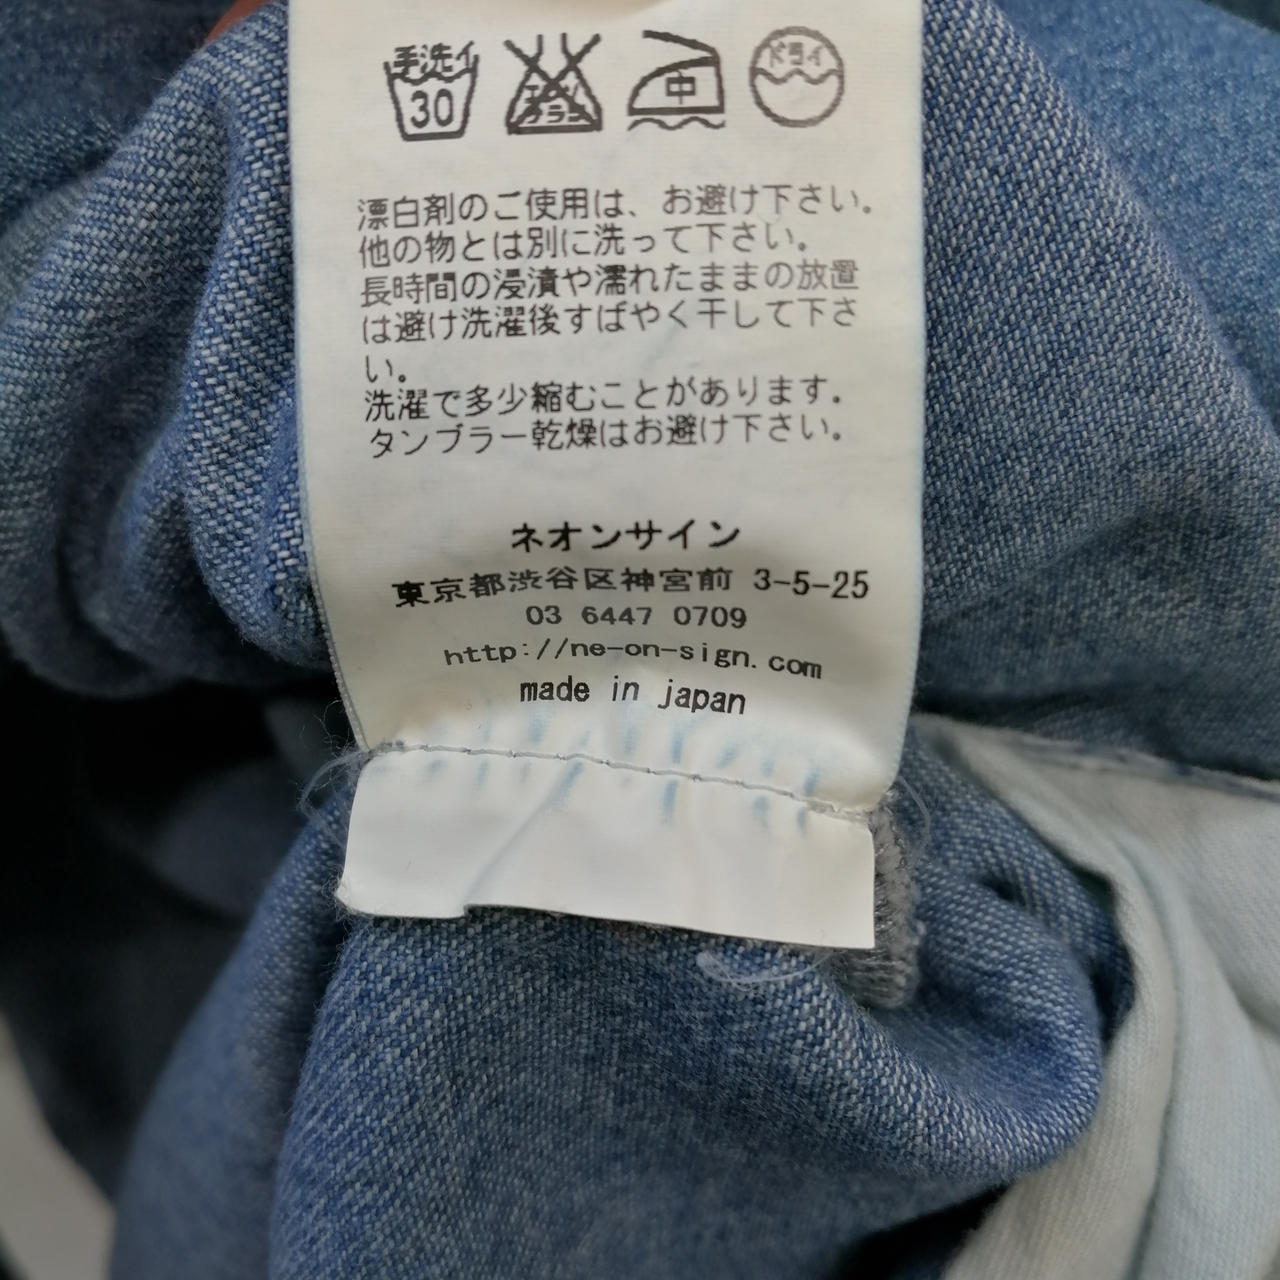 手洗イ
30
エンソ
サラシ
中
ドライ
漂白剤のご使用は、お避け下さい。
他の物とは別に洗って下さい。
長時間の浸漬や濡れたままの放置
は避け洗濯後すばやく干して下さ
い。
洗濯で多少縮むことがあります。
タンブラー乾燥はお避け下さい。
ネオンサイン
東京都渋谷区神宮前 3-5-25
03 6447 0709
http://ne-on-sign.com
made in japan